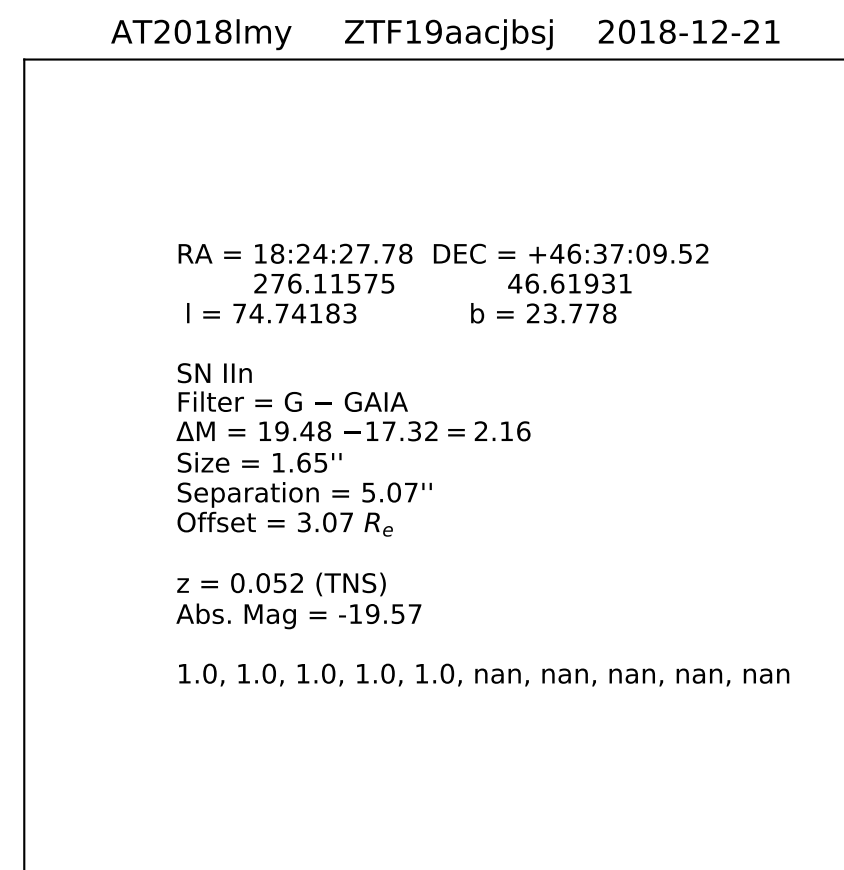 AT2018lmy ZTF19aacjbsj 2018-12-21
RA = 18:24:27.78 DEC = +46:37:09.52
276.11575 46.61931
l = 74.74183 b = 23.778
SN IIn
Filter = G − GAIA
ΔM = 19.48 −17.32 = 2.16
Size = 1.65''
Separation = 5.07''
Offset = 3.07 Rₑ
z = 0.052 (TNS)
Abs. Mag = -19.57
1.0, 1.0, 1.0, 1.0, 1.0, nan, nan, nan, nan, nan